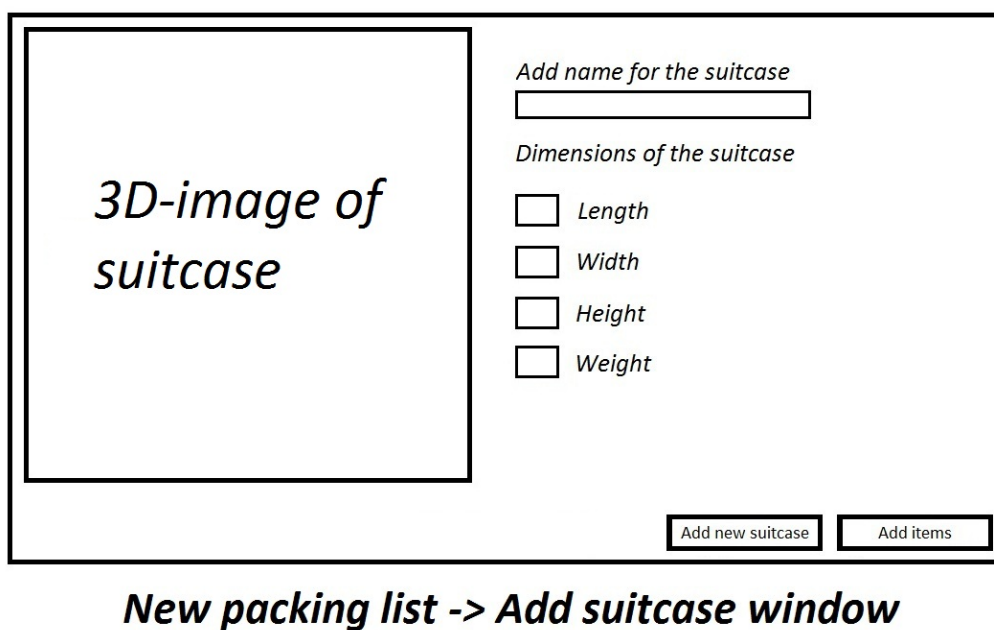 3D-image of
suitcase
Add name for the suitcase
Dimensions of the suitcase
Length
Width
Height
Weight
Add new suitcase
Add items
New packing list -> Add suitcase window